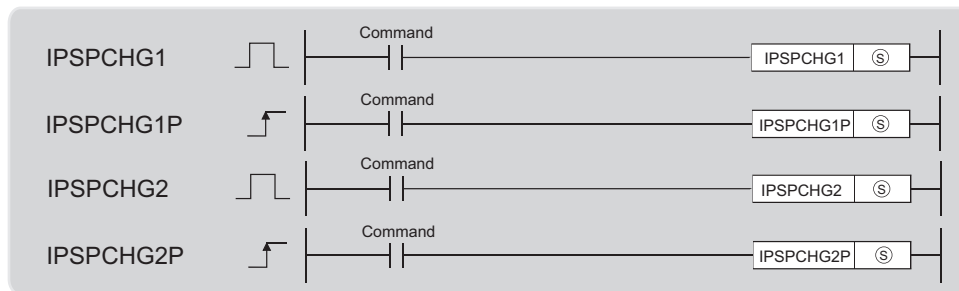 Command
IPSPCHG1 IPSPCHG1 Ⓢ
Command
IPSPCHG1P IPSPCHG1P Ⓢ
Command
IPSPCHG2 IPSPCHG2 Ⓢ
Command
IPSPCHG2P IPSPCHG2P Ⓢ